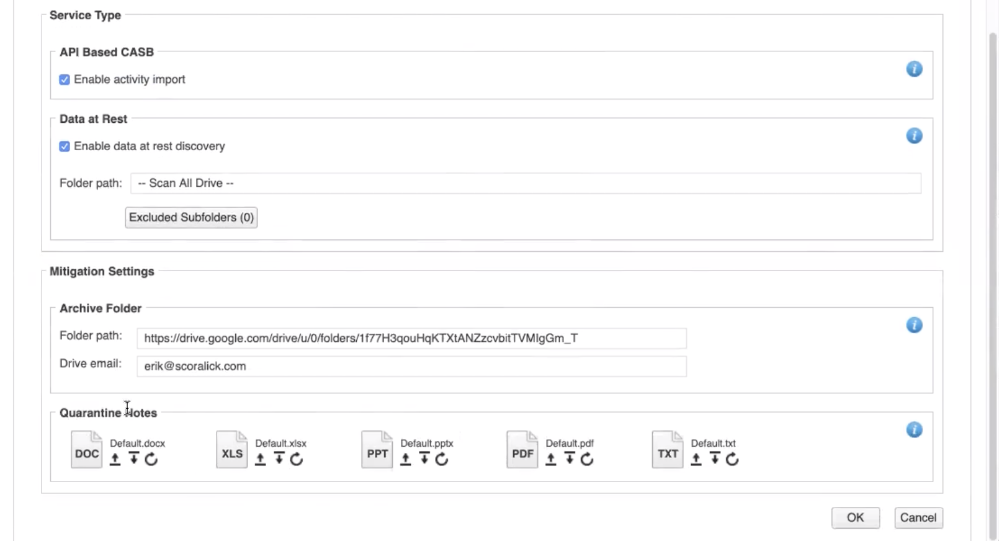 Service Type
API Based CASB
Enable activity import
Data at Rest
Enable data at rest discovery
Folder path: -- Scan All Drive --
Excluded Subfolders (0)
Mitigation Settings
Archive Folder
Folder path: https://drive.google.com/drive/u/0/folders/1f77H3qouHqKTXtANZzcvbitTVMIgGm_T
Drive email: erik@scoralick.com
Quarantine Notes
DOC Default.docx
XLS Default.xlsx
PPT Default.pptx
PDF Default.pdf
TXT Default.txt
OK Cancel